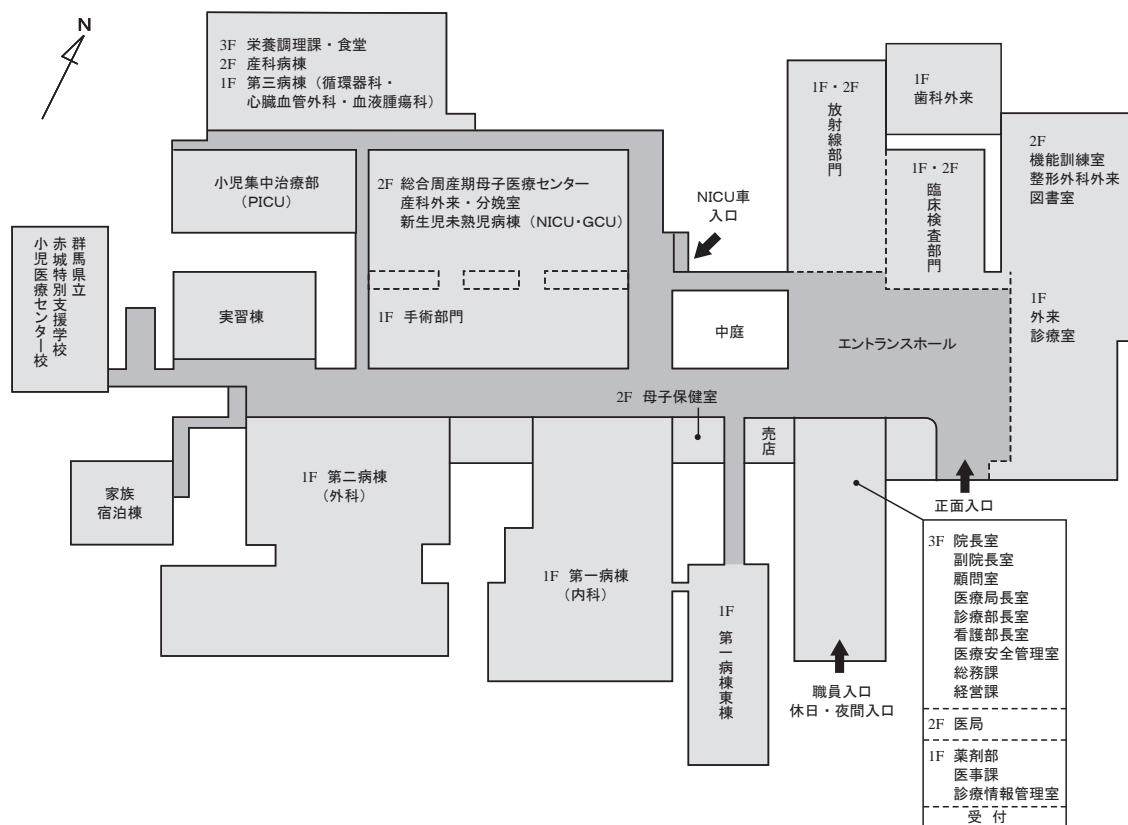 N
3F 栄養調理課・食堂
2F 産科病棟
1F 第三病棟（循環器科・
心臓血管外科・血液腫瘍科）
小児集中治療部
（PICU）
2F 総合周産期母子医療センター
産科外来・分娩室
新生児未熟児病棟（NICU・GCU）
1F 手術部門
NICU車
入口
1F・2F
放射線部門
1F
歯科外来
1F・2F
臨床検査部門
2F
機能訓練室
整形外科外来
図書室
1F
外来
診療室
群馬県立
赤城特別支援学校
小児医療センター校
実習棟
中庭
エントランスホール
2F 母子保健室
売店
家族
宿泊棟
1F 第二病棟
（外科）
1F 第一病棟
（内科）
1F
第一病棟東棟
正面入口
職員入口
休日・夜間入口
3F 院長室
副院長室
顧問室
医療局長室
診療部長室
看護部長室
医療安全管理室
総務課
経営課
2F 医局
1F 薬剤部
医事課
診療情報管理室
受付